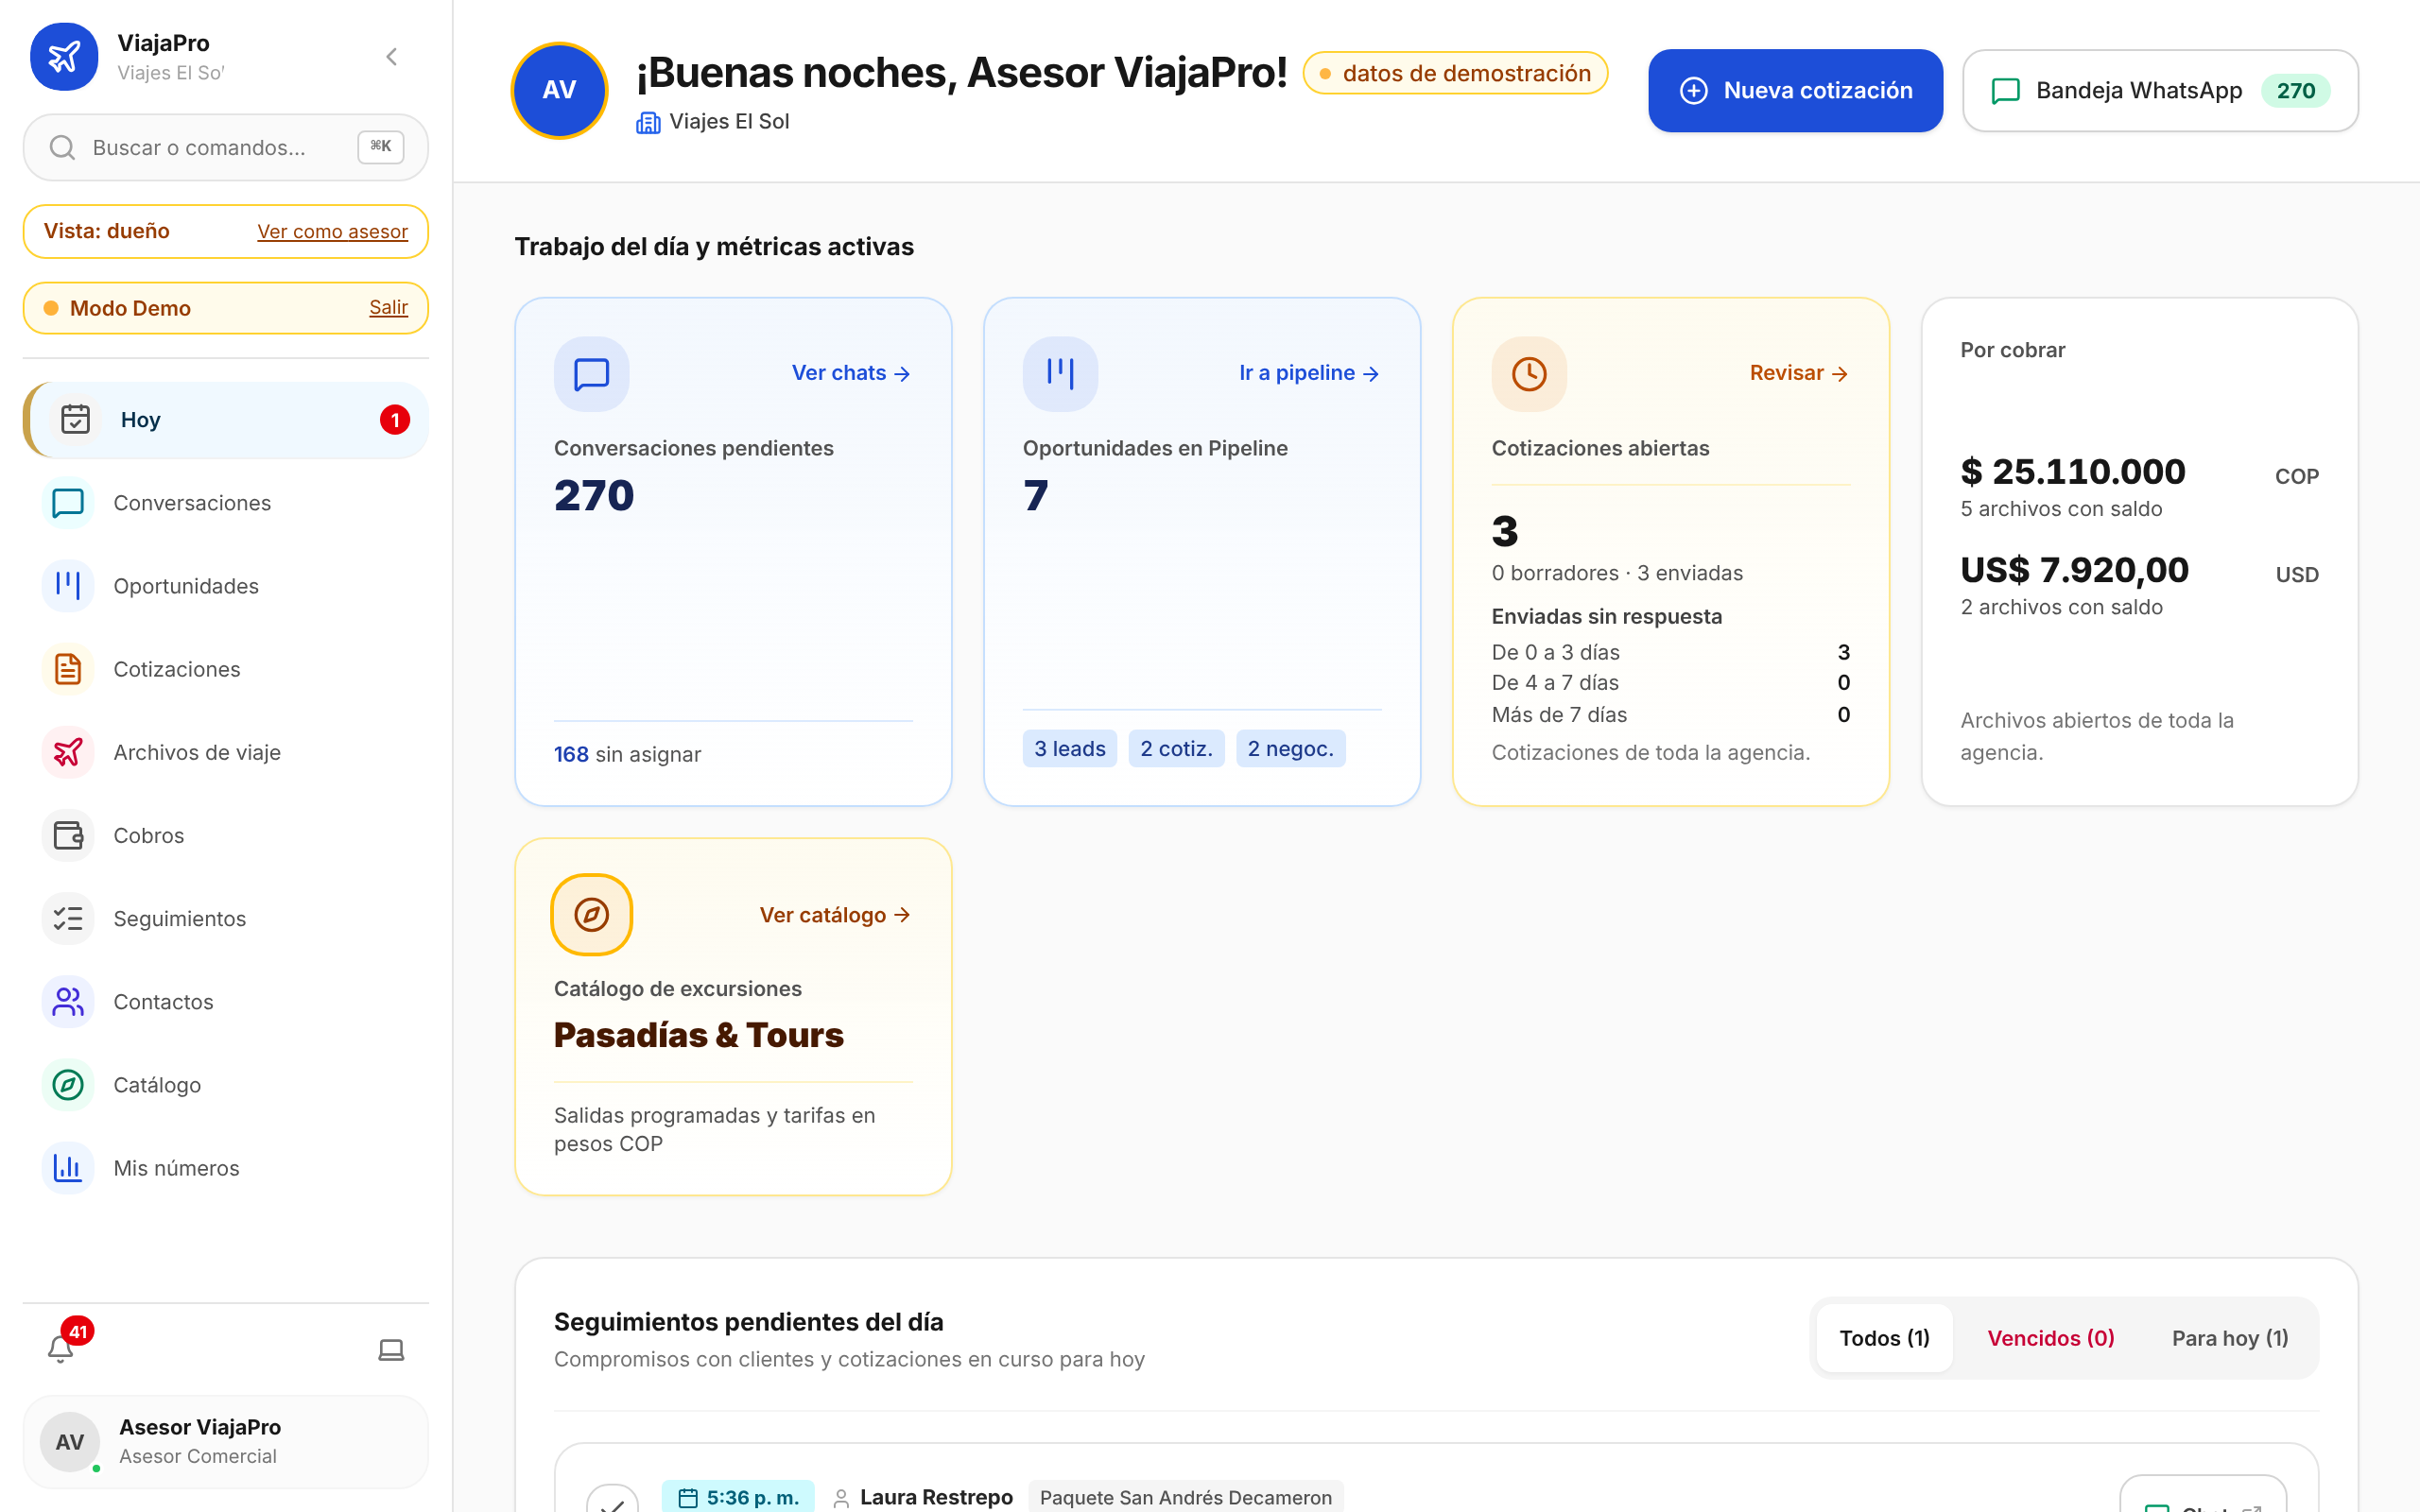 ViajaPro
Viajes El So
Buscar o comandos...
⌘K
Vista: dueño
Ver como asesor
Modo Demo
Salir
Hoy
1
Conversaciones
Oportunidades
Cotizaciones
Archivos de viaje
Cobros
Seguimientos
Contactos
Catálogo
Mis números
41
AV
Asesor ViajaPro
Asesor Comercial
AV
¡Buenas noches, Asesor ViajaPro!
datos de demostración
Viajes El Sol
Nueva cotización
Bandeja WhatsApp 270
Trabajo del día y métricas activas
Ver chats →
Conversaciones pendientes
270
168 sin asignar
Ir a pipeline →
Oportunidades en Pipeline
7
3 leads
2 cotiz.
2 negoc.
Revisar →
Cotizaciones abiertas
3
0 borradores · 3 enviadas
Enviadas sin respuesta
De 0 a 3 días 3
De 4 a 7 días 0
Más de 7 días 0
Cotizaciones de toda la agencia.
Por cobrar
$ 25.110.000 COP
5 archivos con saldo
US$ 7.920,00 USD
2 archivos con saldo
Archivos abiertos de toda la
agencia.
Ver catálogo →
Catálogo de excursiones
Pasadías & Tours
Salidas programadas y tarifas en
pesos COP
Seguimientos pendientes del día
Compromisos con clientes y cotizaciones en curso para hoy
Todos (1)
Vencidos (0)
Para hoy (1)
5:36 p. m.
Laura Restrepo
Paquete San Andrés Decameron